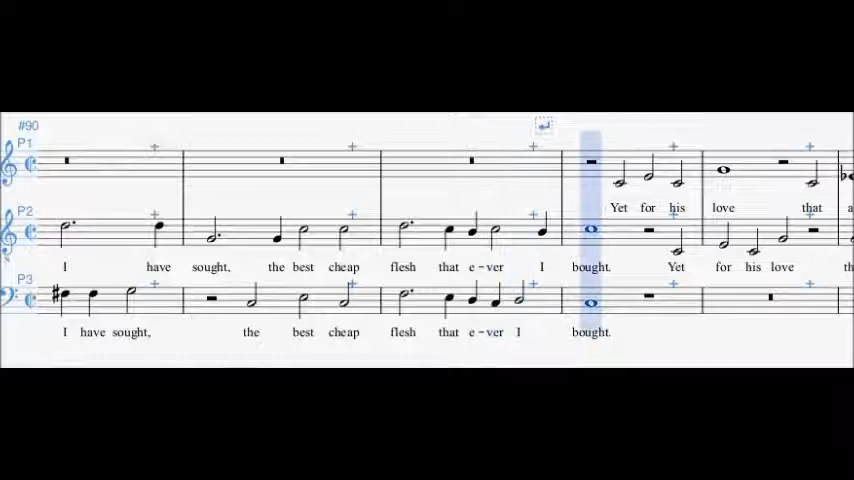 #90
P1
Yet for his love that
P2
I have sought, the best cheap flesh that e-ver I bought. Yet for his love th
P3
I have sought, the best cheap flesh that e-ver I bought.